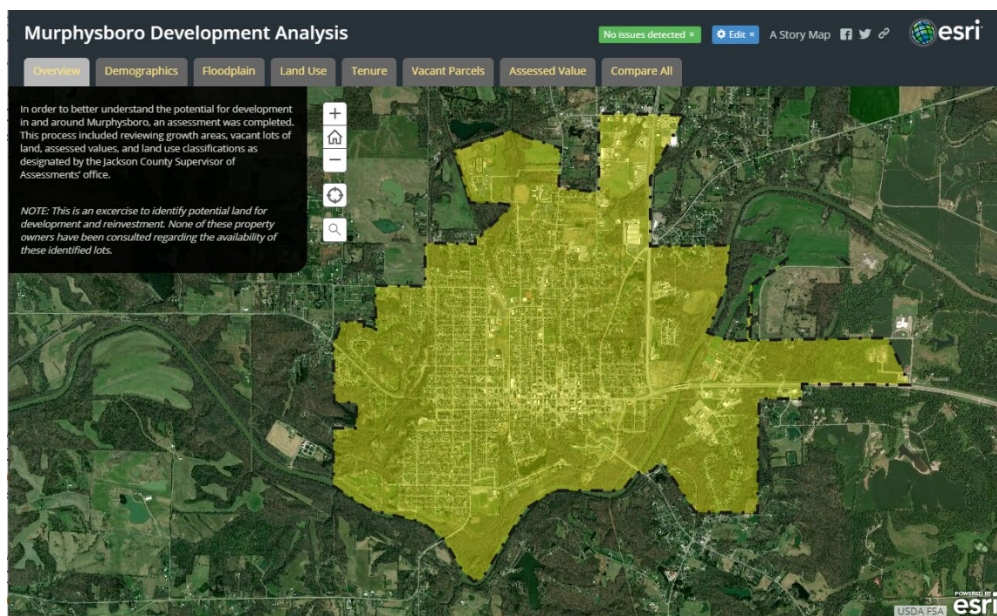 Murphysboro Development Analysis
No issues detected ×
Edit ×
A Story Map
esri
Overview
Demographics
Floodplain
Land Use
Tenure
Vacant Parcels
Assessed Value
Compare All
In order to better understand the potential for development
in and around Murphysboro, an assessment was completed.
This process included reviewing growth areas, vacant lots of
land, assessed values, and land use classifications as
designated by the Jackson County Supervisor of
Assessments' office.
NOTE: This is an excercise to identify potential land for
development and reinvestment. None of these property
owners have been consulted regarding the availability of
these identified lots.
USDA FSA
POWERED BY
esri